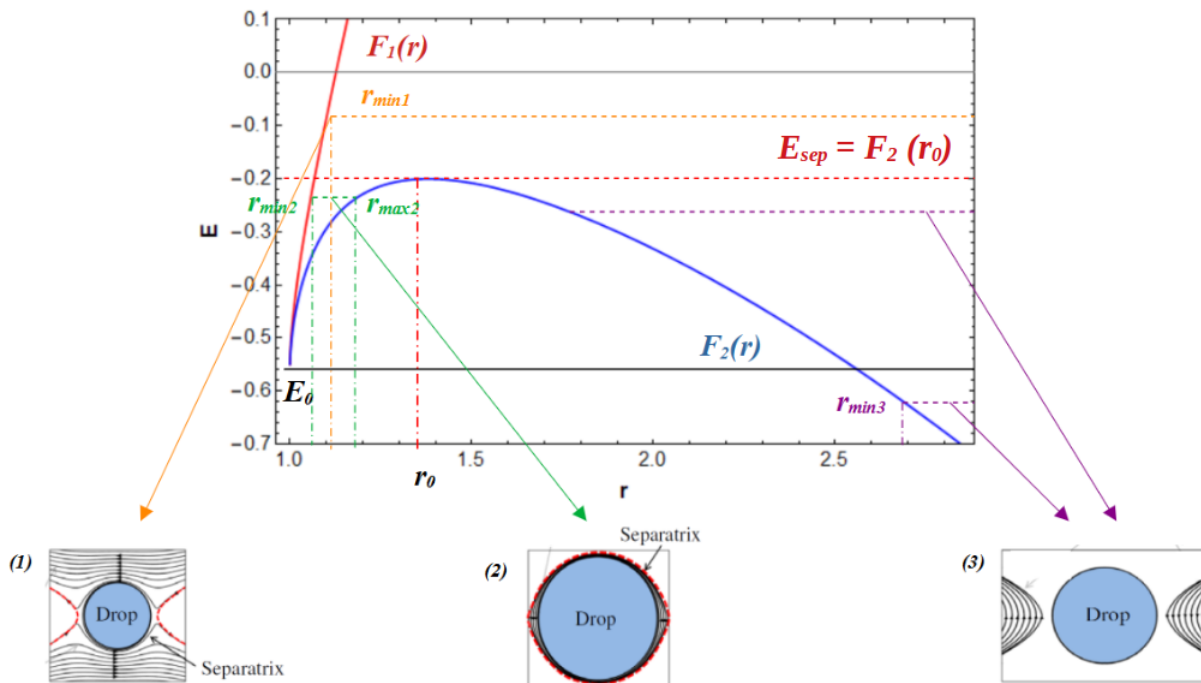 0.1
F1(r)
0.0
rmin1
−0.1
Esep = F2 (r0)
−0.2
rmin2
rmax2
E
−0.3
−0.4
−0.5
F2(r)
E0
−0.6
rmin3
−0.7
1.0
1.5
2.0
2.5
r0
r
(1)
Drop
Separatrix
(2)
Separatrix
Drop
(3)
Drop